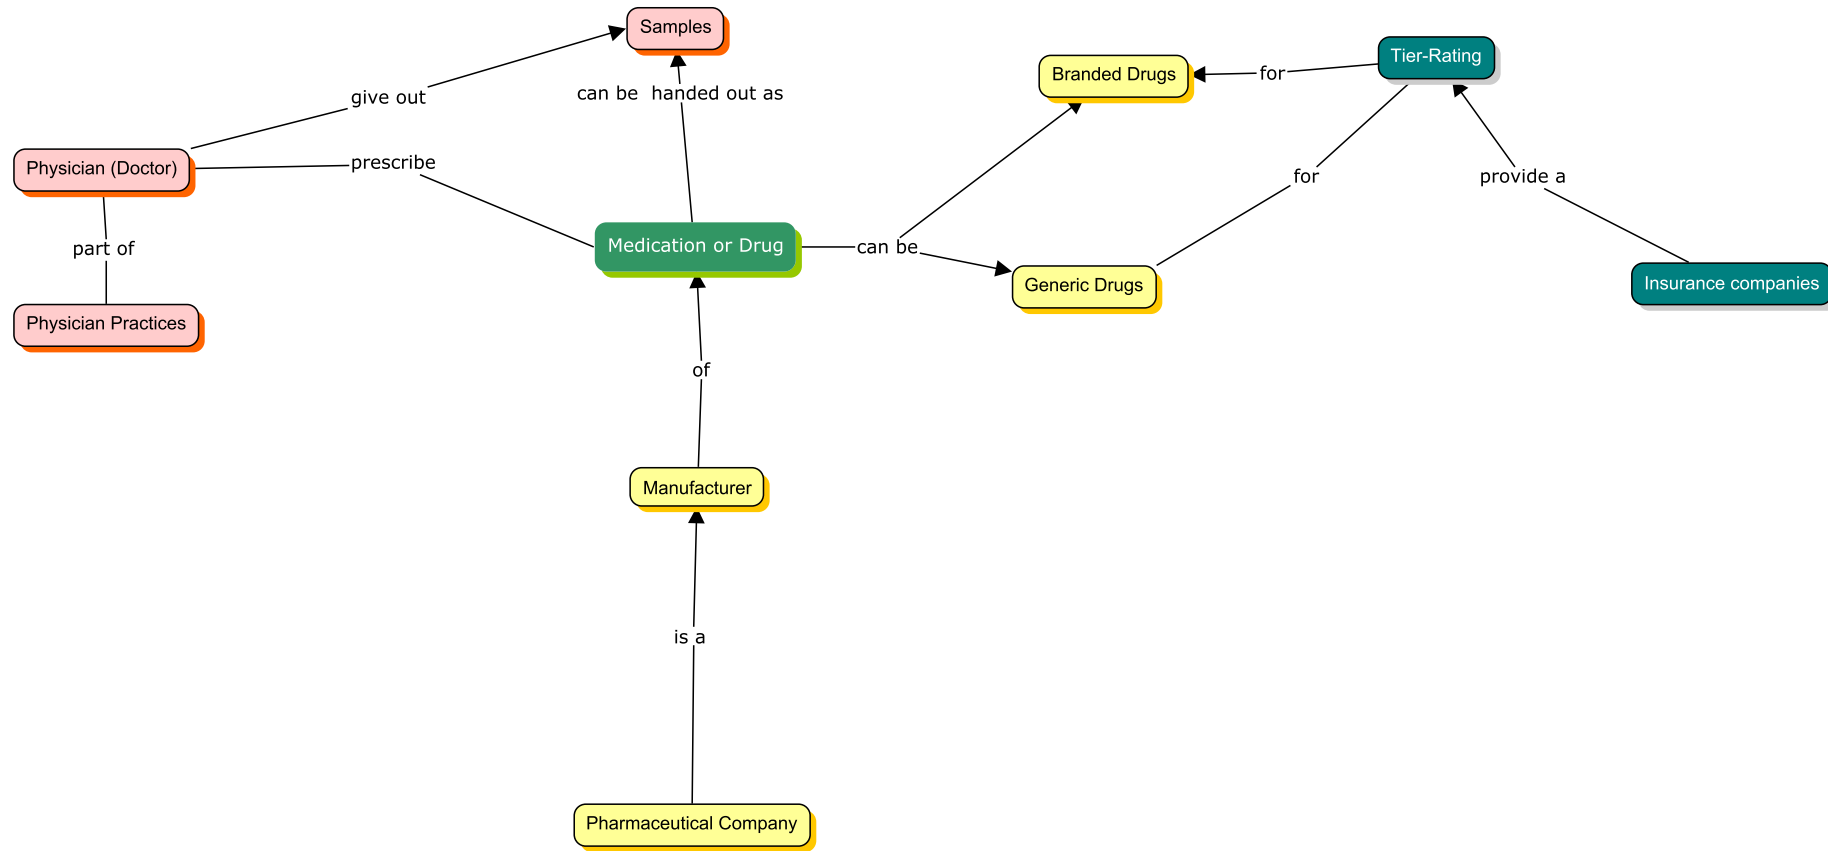 Samples
Tier-Rating
Branded Drugs
for
can be  handed out as
give out
prescribe
Physician (Doctor)
for
provide a
part of
Medication or Drug
can be
Generic Drugs
Insurance companies
Physician Practices
of
Manufacturer
is a
Pharmaceutical Company